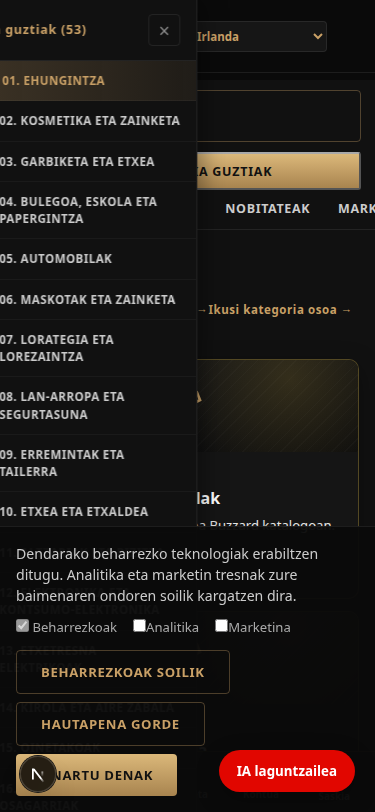 guztiak (53)
×
Irlanda
01. EHUNGINTZA
02. KOSMETIKA ETA ZAINKETA
03. GARBIKETA ETA ETXEA
GUZTIAK
04. BULEGOA, ESKOLA ETA
PAPERGINTZA
NOBITATEAK
MARK
05. AUTOMOBILAK
06. MASKOTAK ETA ZAINKETA
→Ikusi kategoria osoa →
07. LORATEGIA ETA
LOREZAINTZA
08. LAN-ARROPA ETA
SEGURTASUNA
09. ERREMINTAK ETA
TAILERRA
lak
10. ETXEA ETA ETXALDEA
Buzzard katalogoan
Dendarako beharrezko teknologiak erabiltzen
ditugu. Analitika eta marketin tresnak zure
baimenaren ondoren soilik kargatzen dira.
Beharrezkoak Analitika Marketina
BEHARREZKOAK SOILIK
HAUTAPENA GORDE
NARTU DENAK
N
IA laguntzailea